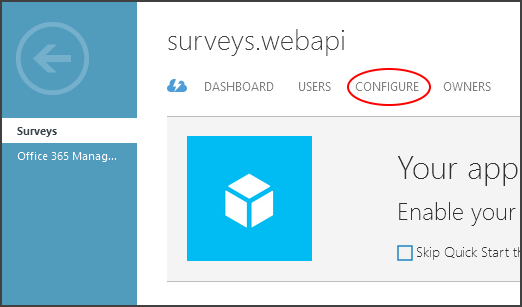 surveys.webapi
DASHBOARD USERS CONFIGURE OWNERS
Surveys
Office 365 Manag...
Your app
Enable your
Skip Quick Start th